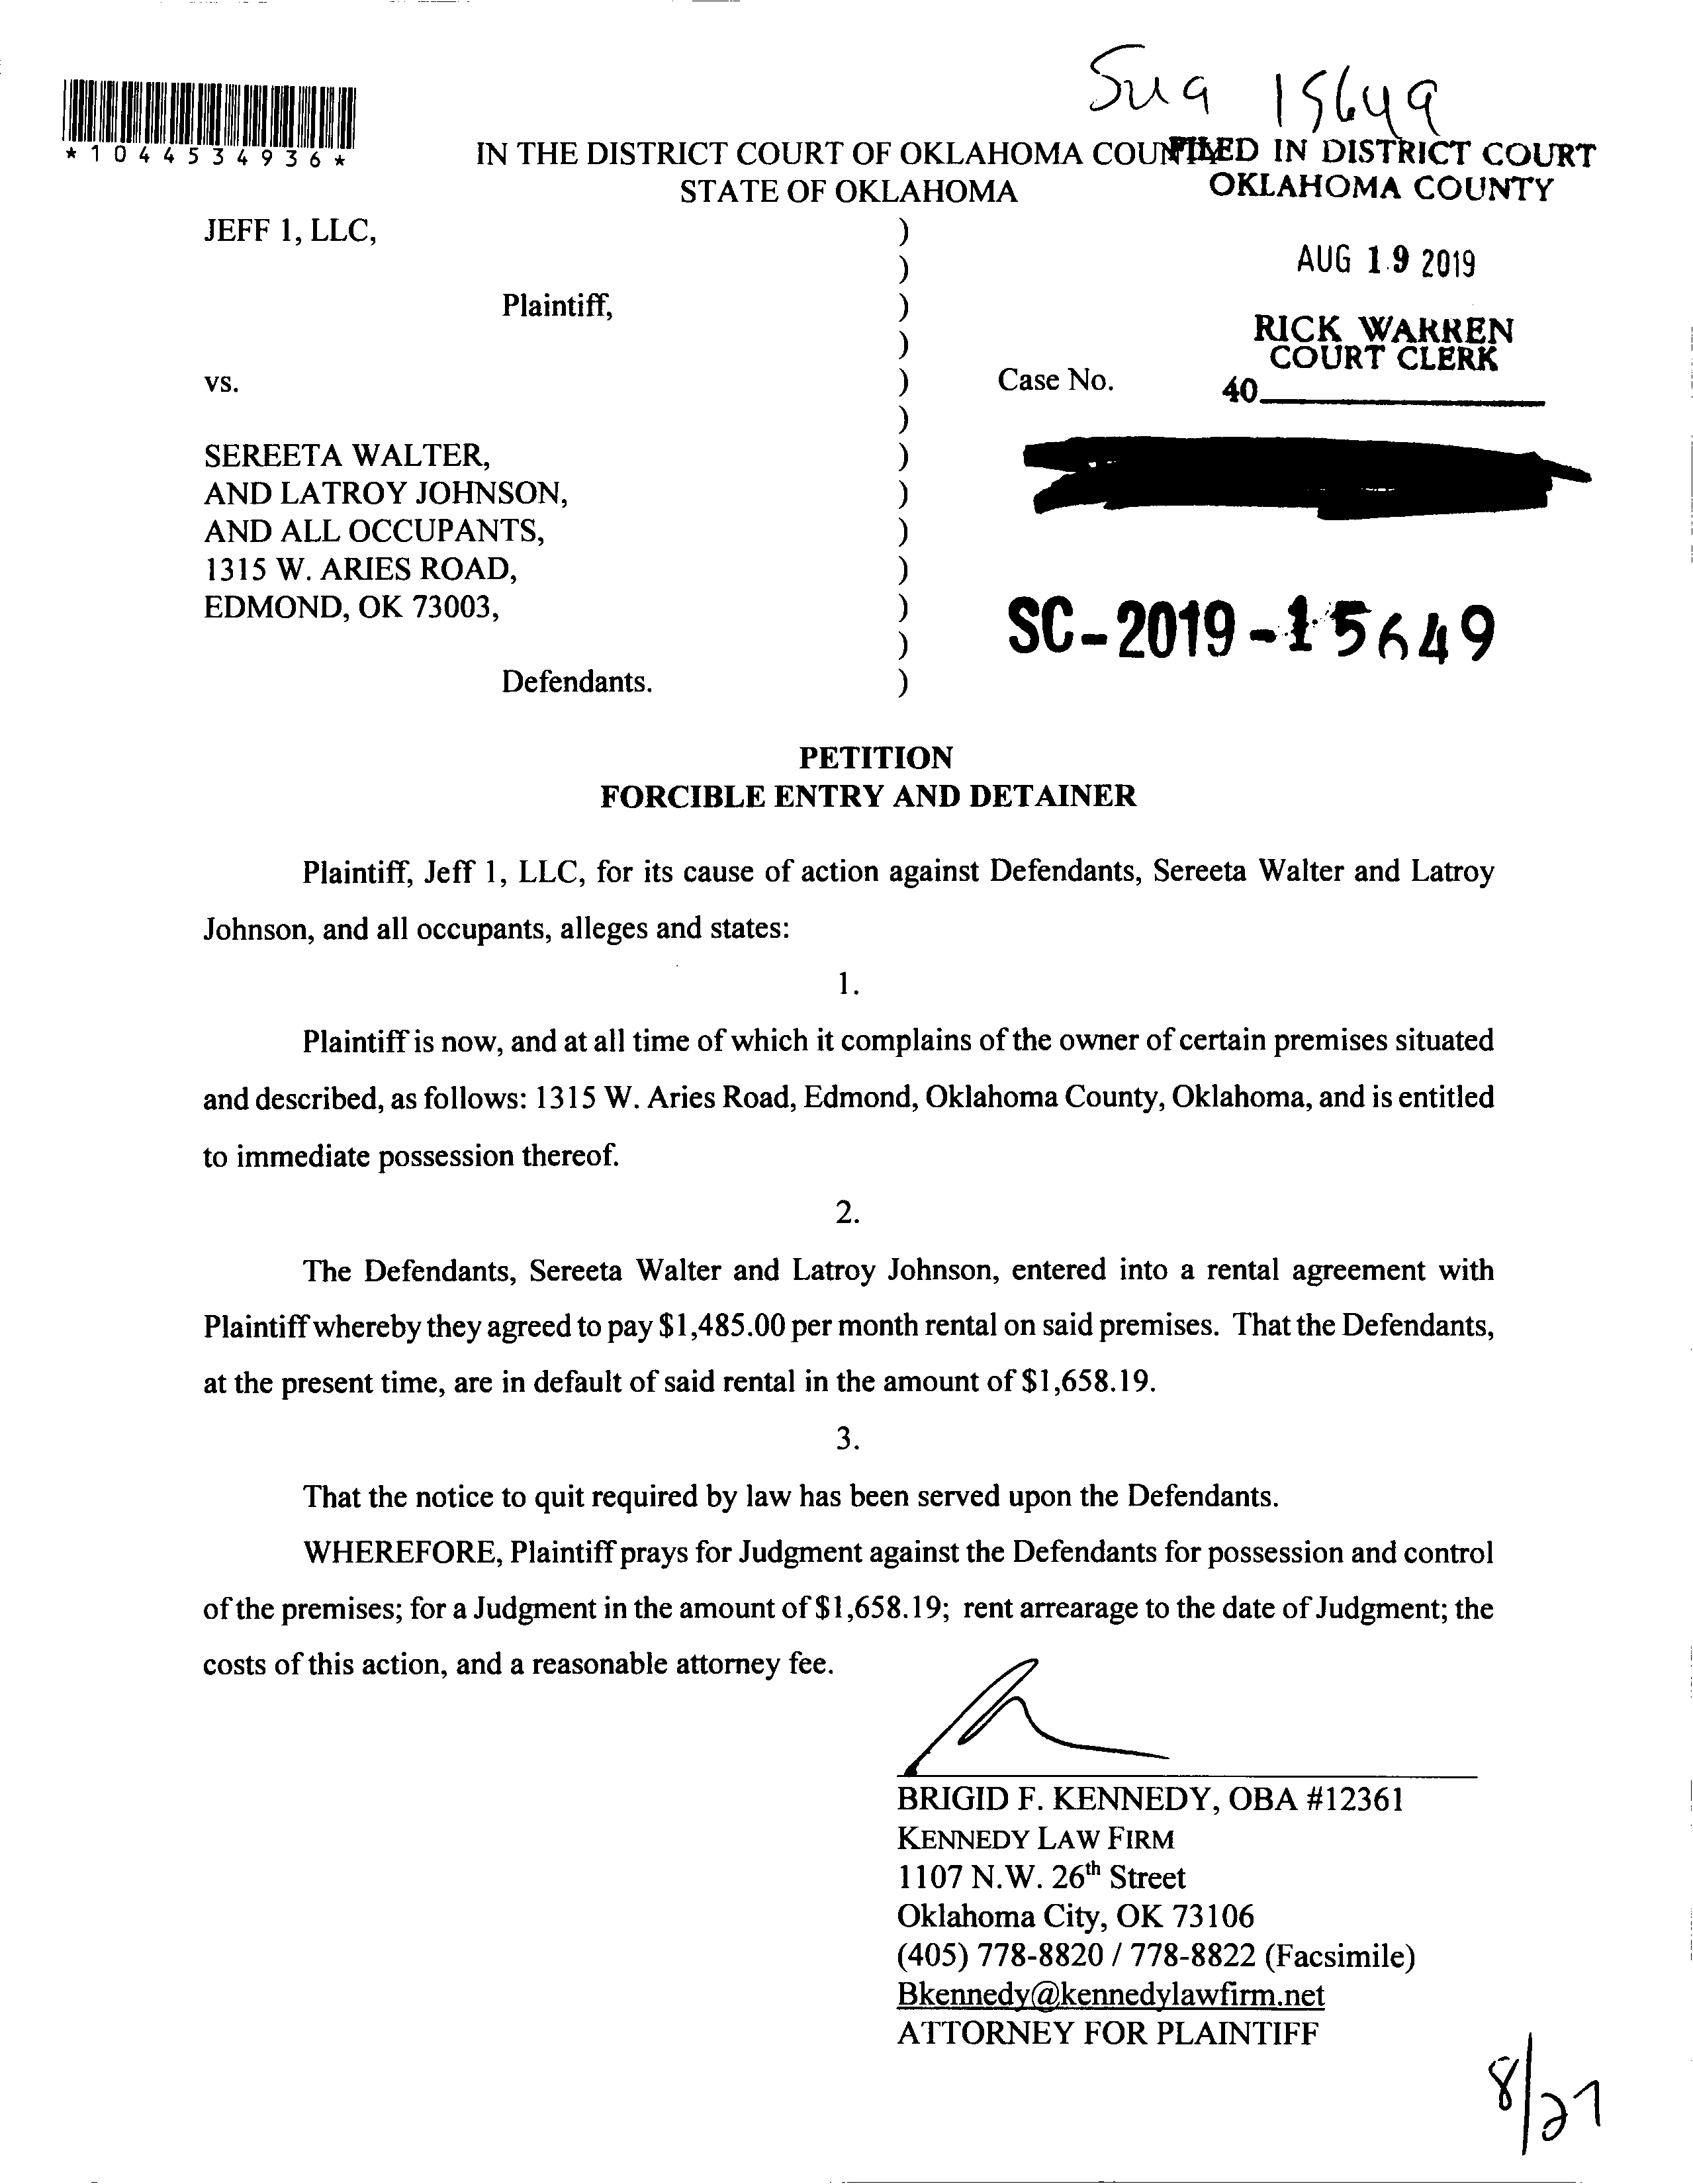 Sug 15649
*1044534936*
IN THE DISTRICT COURT OF OKLAHOMA COUNTY
STATE OF OKLAHOMA
FILED IN DISTRICT COURT
OKLAHOMA COUNTY
JEFF 1, LLC, )
)
AUG 19 2019
Plaintiff, )
)
RICK WARREN
COURT CLERK
vs. ) Case No.
40
)
SEREETA WALTER, )
AND LATROY JOHNSON, )
AND ALL OCCUPANTS, )
1315 W. ARIES ROAD, )
EDMOND, OK 73003, )
SC-2019-15649
)
Defendants. )
PETITION
FORCIBLE ENTRY AND DETAINER
Plaintiff, Jeff 1, LLC, for its cause of action against Defendants, Sereeta Walter and Latroy
Johnson, and all occupants, alleges and states:
1.
Plaintiff is now, and at all time of which it complains of the owner of certain premises situated
and described, as follows: 1315 W. Aries Road, Edmond, Oklahoma County, Oklahoma, and is entitled
to immediate possession thereof.
2.
The Defendants, Sereeta Walter and Latroy Johnson, entered into a rental agreement with
Plaintiff whereby they agreed to pay $1,485.00 per month rental on said premises. That the Defendants,
at the present time, are in default of said rental in the amount of $1,658.19.
3.
That the notice to quit required by law has been served upon the Defendants.
WHEREFORE, Plaintiff prays for Judgment against the Defendants for possession and control
of the premises; for a Judgment in the amount of $1,658.19; rent arrearage to the date of Judgment; the
costs of this action, and a reasonable attorney fee.
BRIGID F. KENNEDY, OBA #12361
KENNEDY LAW FIRM
1107 N.W. 26th Street
Oklahoma City, OK 73106
(405) 778-8820 / 778-8822 (Facsimile)
Bkennedy@kennedylawfirm.net
ATTORNEY FOR PLAINTIFF
8/27